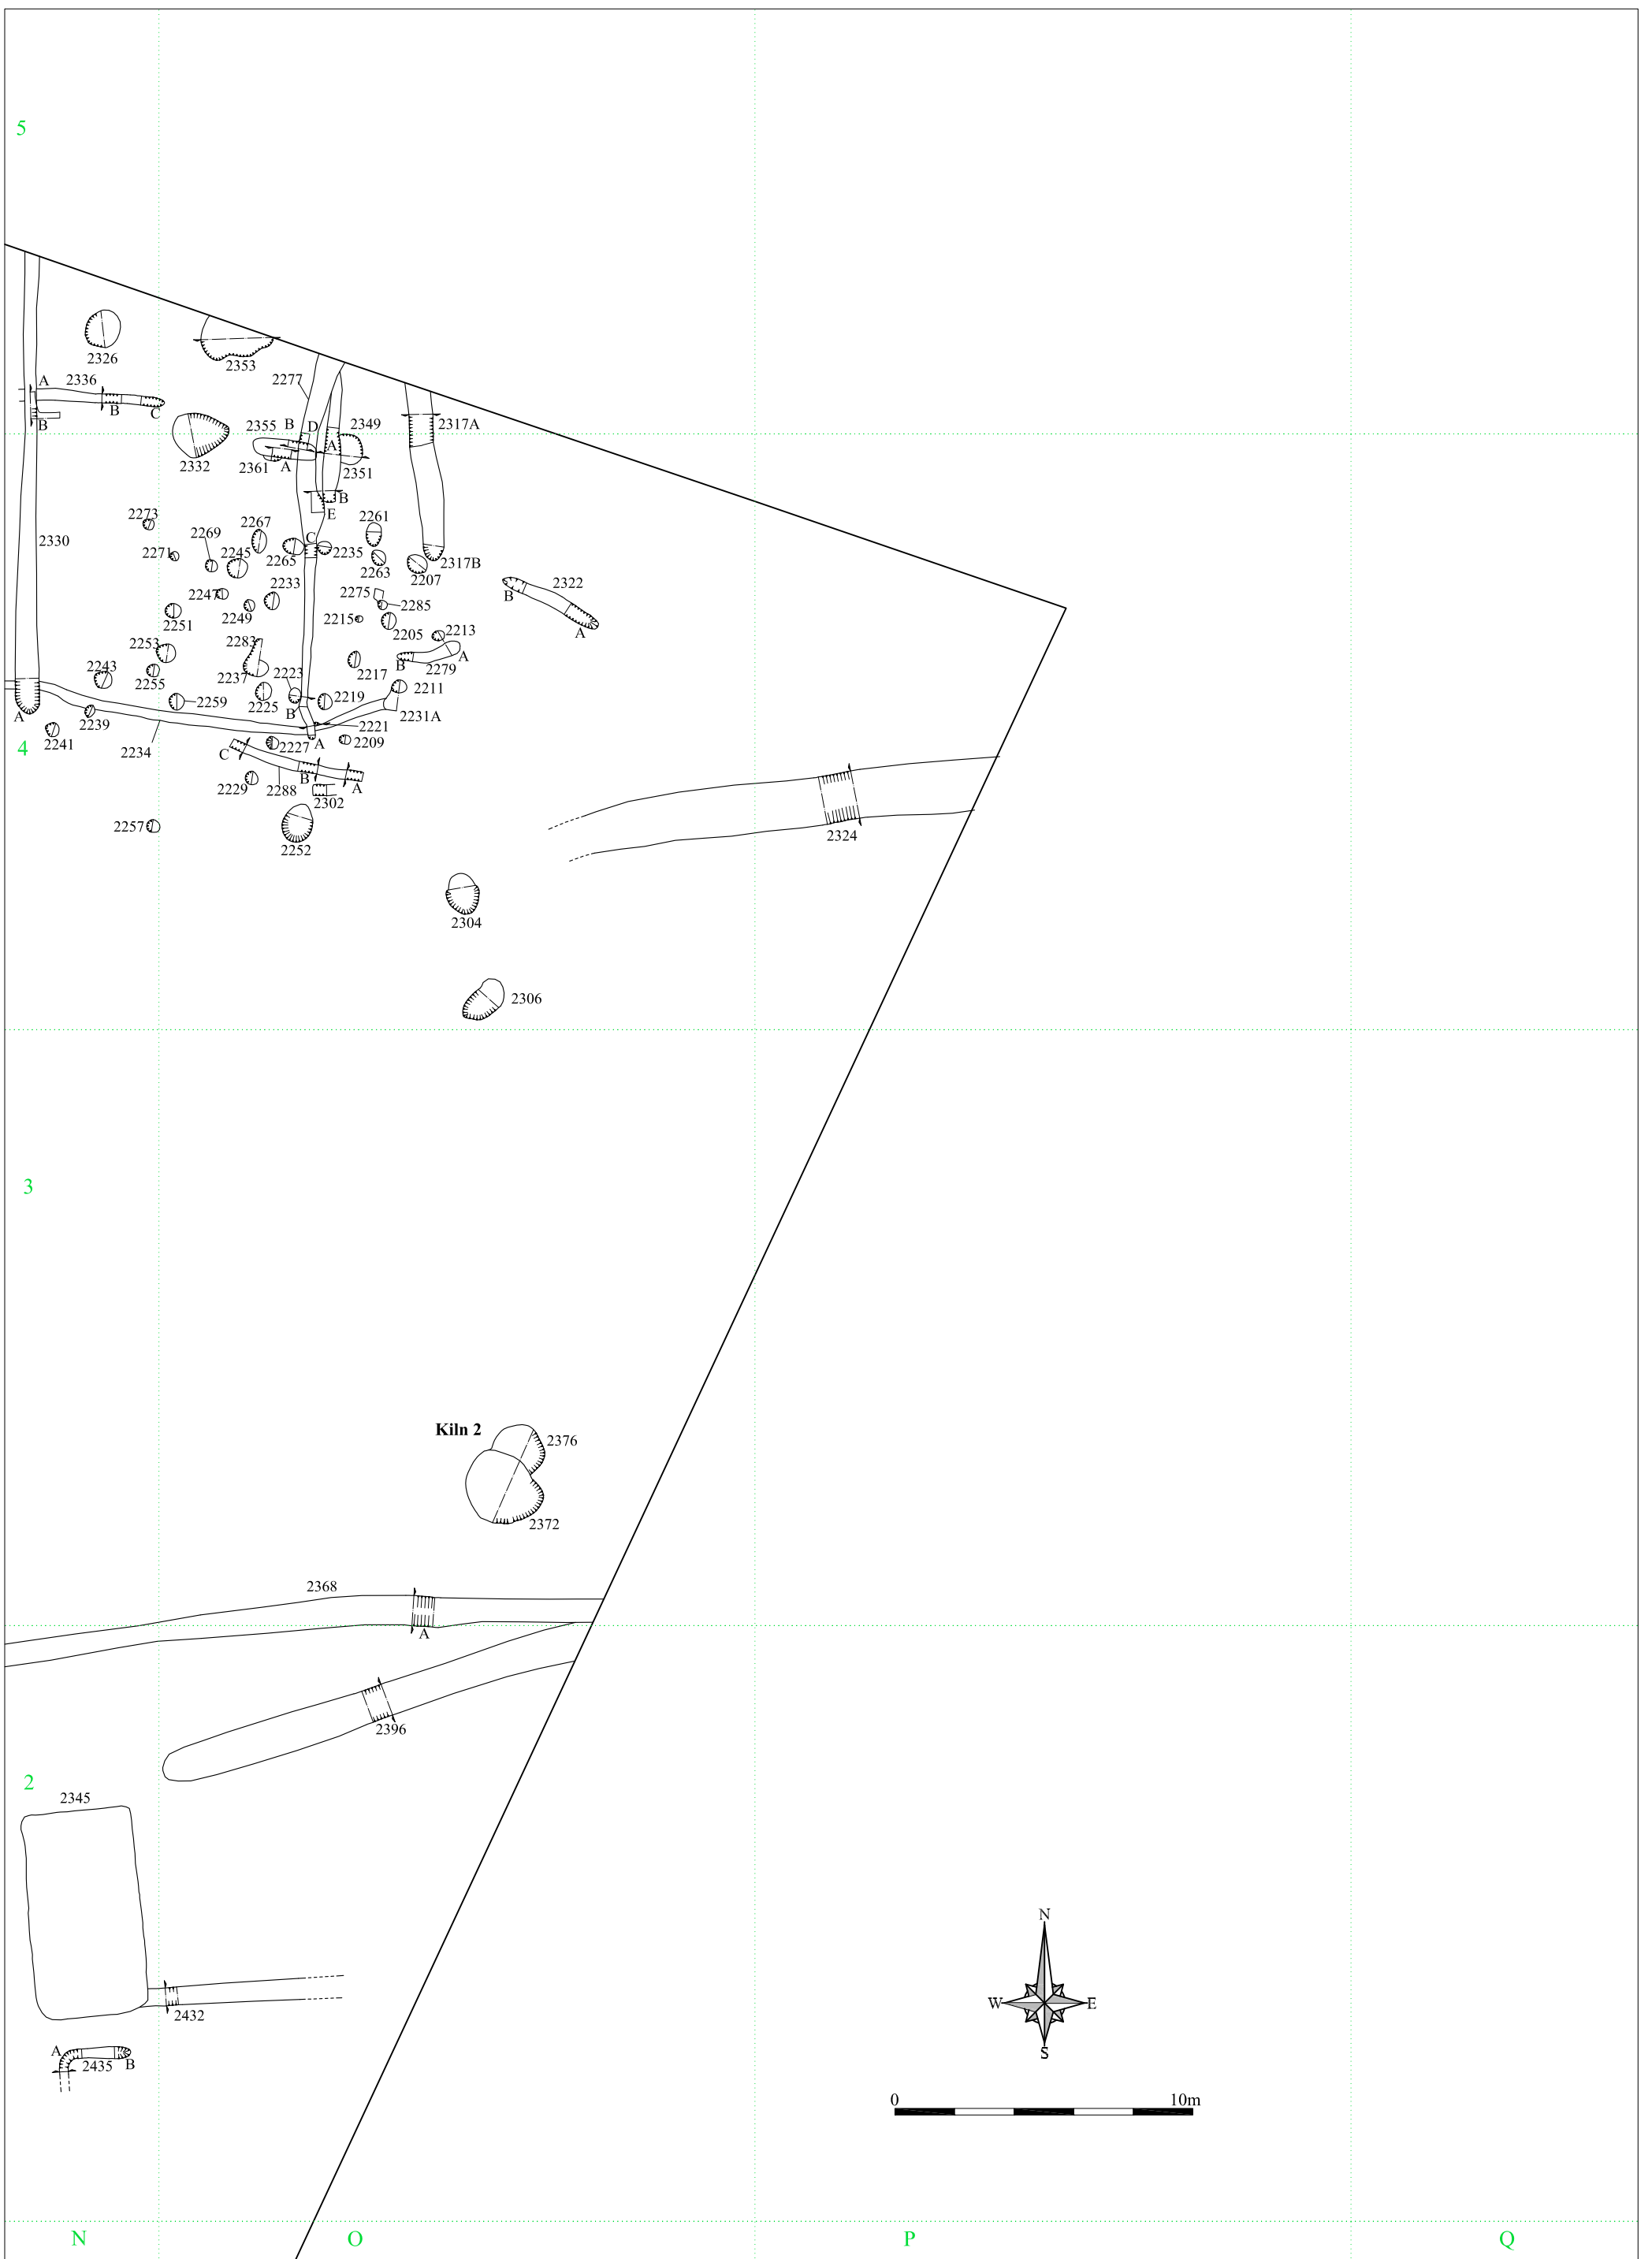 5
2326
2353
A
2336
2277
B
C
B
2355
B
D
2349
2317A
A
2332
2361
A
2351
B
E
2273
2267
2261
2269
2330
C
2271
2245
2265
2235
2263
2317B
2207
2233
2275
2322
B
2247
2285
2249
2215
2251
2205
2213
A
2283
2253
B
2279
A
2243
2223
2217
2255
2237
2211
2225
2219
2259
B
2231A
A
2239
2221
2241
2234
2227
A
2209
4
C
B
2229
2288
A
2302
2257
2252
2324
2304
2306
3
Kiln 2
2376
2372
2368
A
2396
2
2345
N
W
E
S
2432
A
2435
B
0
10m
N
O
P
Q